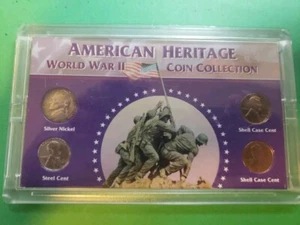 AMERICAN HERITAGE
WORLD WAR II COIN COLLECTION
Silver Nickel
Shell Case Cent
Steel Cent
Shell Case Cent